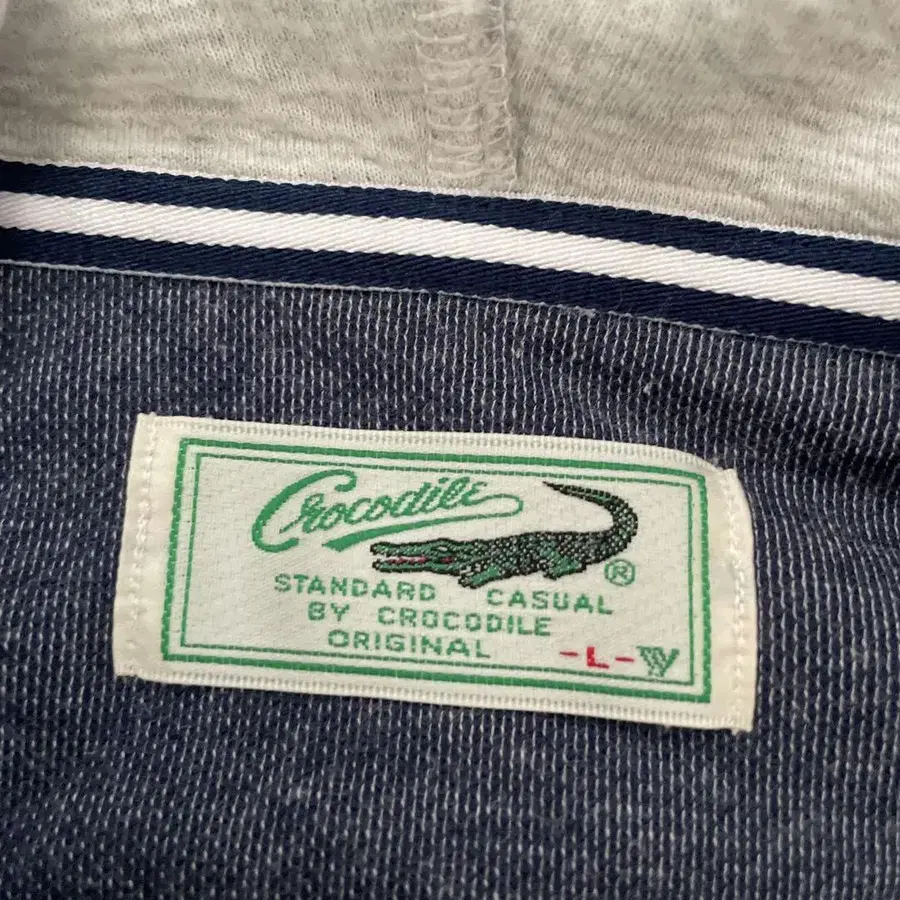 Crocodile
®
STANDARD CASUAL
BY CROCODILE
ORIGINAL
-L-